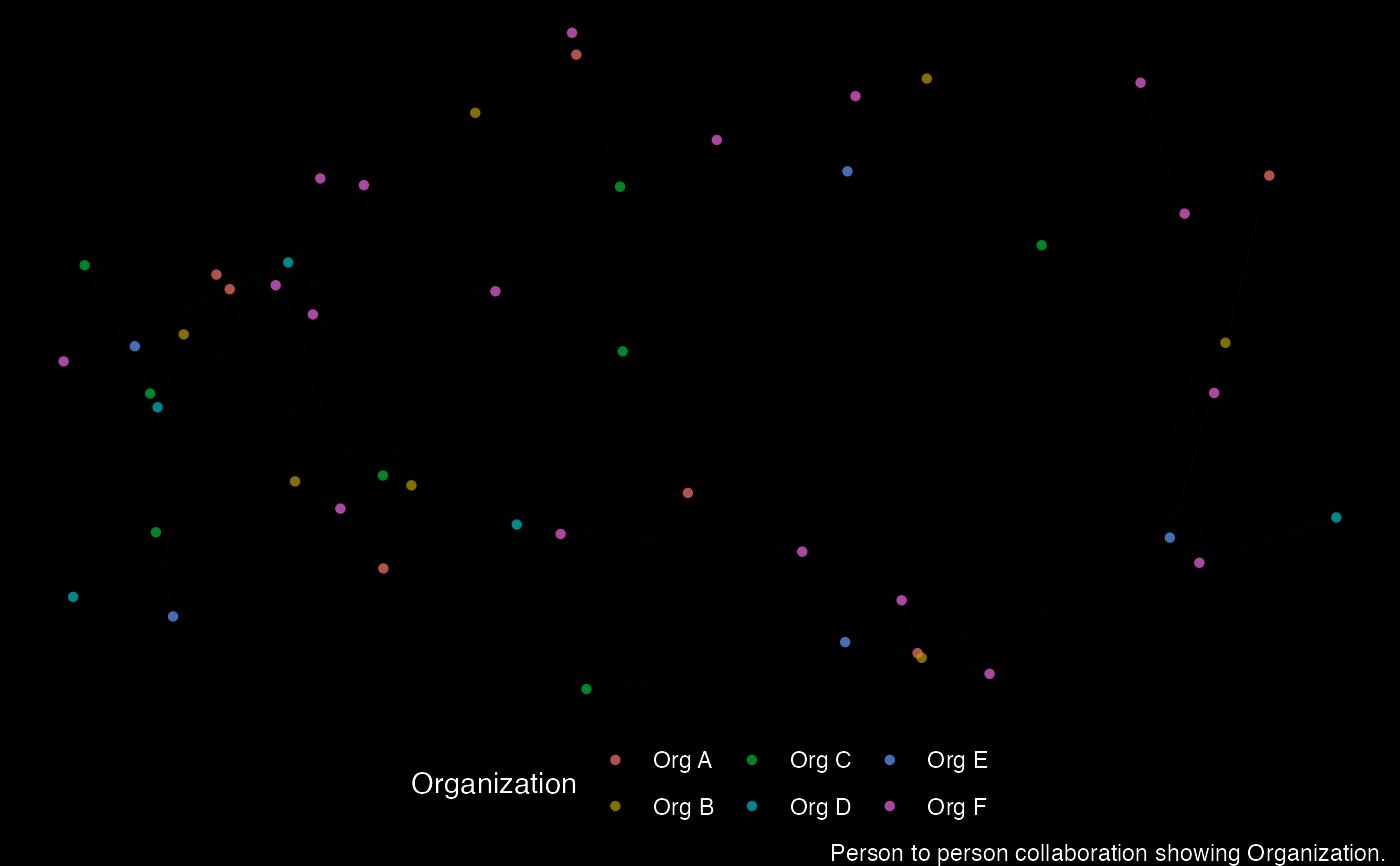 Organization
Org A
Org C
Org E
Org B
Org D
Org F
Person to person collaboration showing Organization.